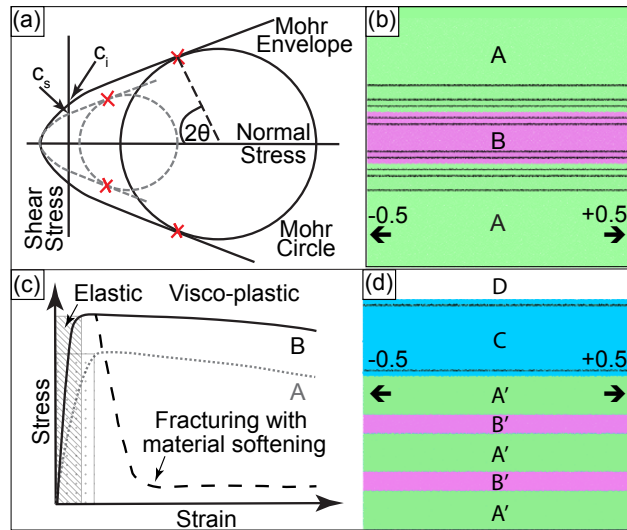 (a)
Mohr
Envelope
c_i
c_s
2θ
Normal
Stress
Shear
Stress
Mohr
Circle
(b)
A
B
-0.5
+0.5
A
(c)
Elastic
Visco-plastic
B
A
Fracturing with
material softening
Stress
Strain
(d)
D
C
-0.5
+0.5
A′
B′
A′
B′
A′